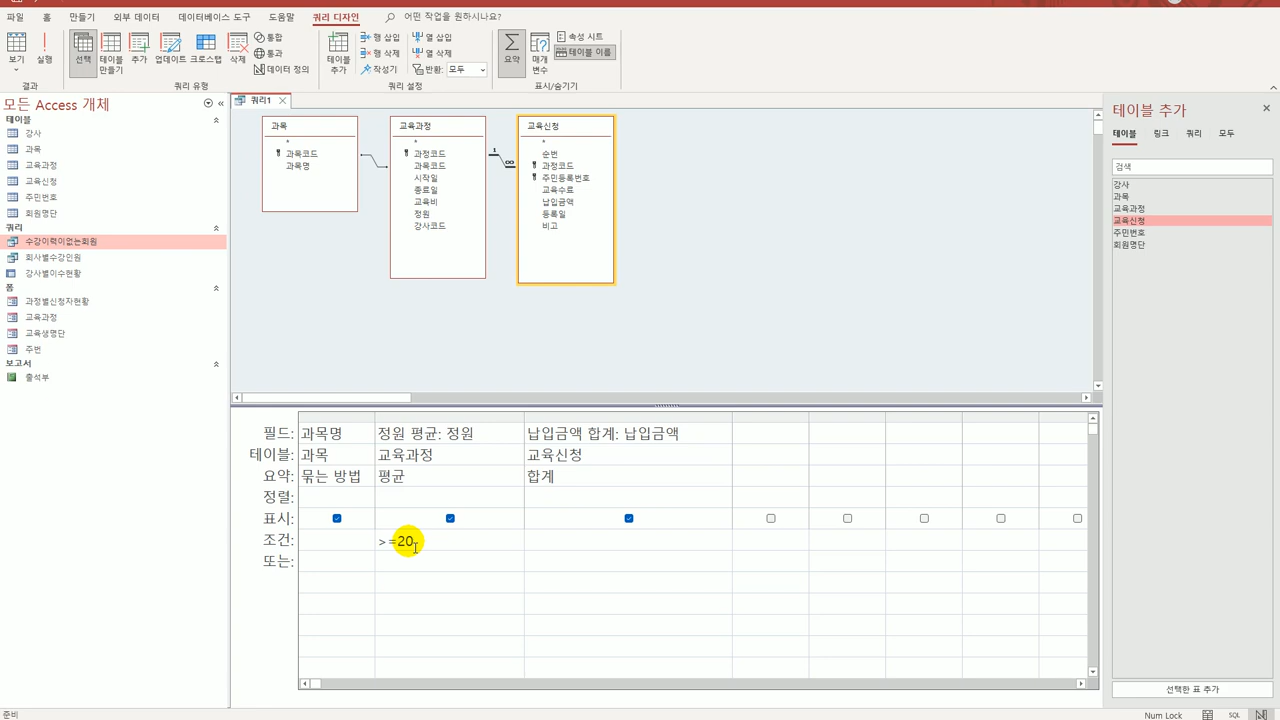 파일 홈 만들기 외부 데이터 데이터베이스 도구 도움말 쿼리 디자인 어떤 작업을 원하시나요?
보기
실행
결과
선택
테이블
만들기
추가
업데이트
크로스탭
삭제
통합
통과
데이터 정의
쿼리 유형
테이블
추가
행 삽입
행 삭제
작성기
열 삽입
열 삭제
반환: 모두
쿼리 설정
요약
매개
변수
속성 시트
테이블 이름
표시/숨기기
모든 Access 개체
테이블
강사
과목
교육과정
교육신청
주민번호
회원명단
쿼리
수강이력이없는회원
회사별수강인원
강사별이수현황
폼
과정별신청자현황
교육과정
교육생명단
주번
보고서
출석부
쿼리1
과목
*
과목코드
과목명
교육과정
*
과정코드
과목코드
시작일
종료일
교육비
정원
강사코드
1
∞
교육신청
*
순번
과정코드
주민등록번호
교육수료
납입금액
등록일
비고
필드: 과목명 정원 평균: 정원 납입금액 합계: 납입금액
테이블: 과목 교육과정 교육신청
요약: 묶는 방법 평균 합계
정렬:
표시:
조건: >=20
또는:
테이블 추가
테이블 링크 쿼리 모두
검색
강사
과목
교육과정
교육신청
주민번호
회원명단
선택한 표 추가
준비
Num Lock
SQL